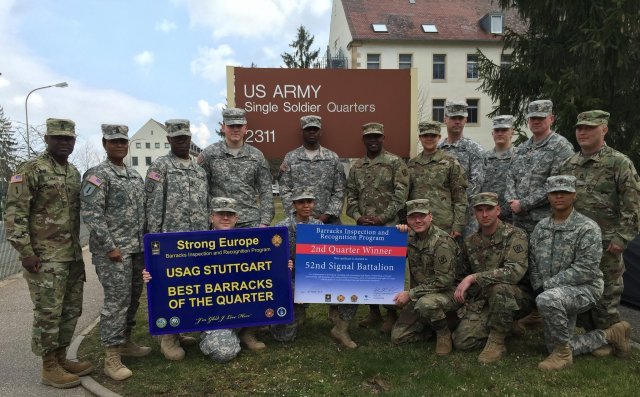 US ARMY
Single Soldier Quarters
2311
Strong Europe
Barracks Inspection and Recognition Program
USAG STUTTGART
BEST BARRACKS
OF THE QUARTER
Barracks Inspection and
Recognition Program
2nd Quarter Winner
52nd Signal Battalion